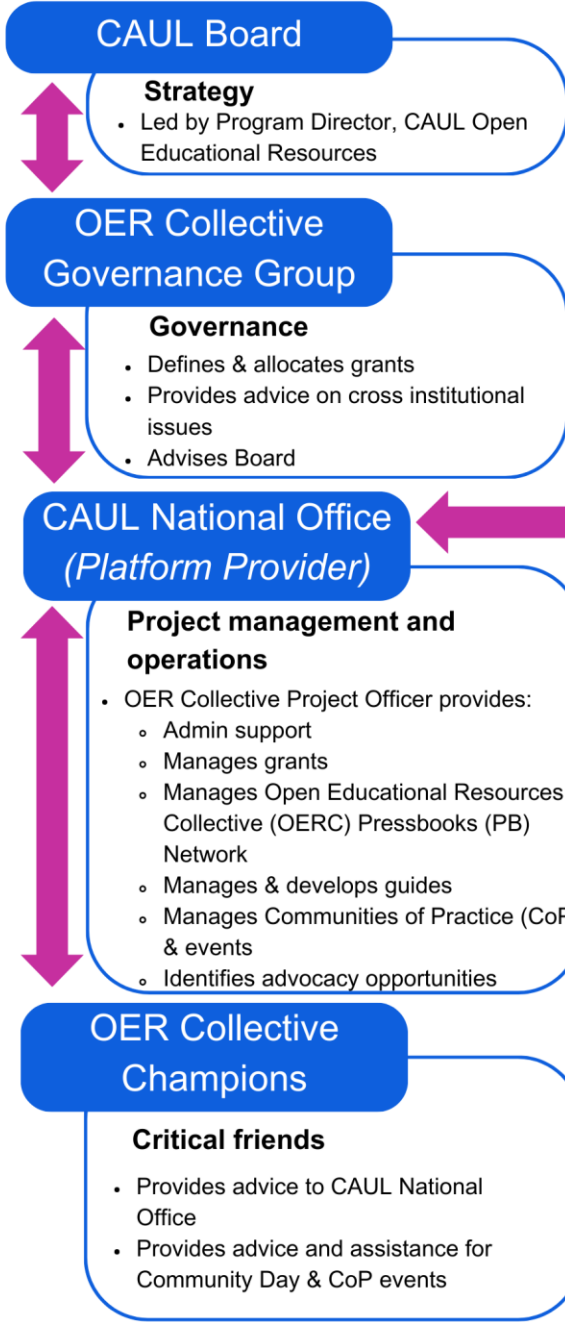 CAUL Board
Strategy
• Led by Program Director, CAUL Open
Educational Resources
OER Collective
Governance Group
Governance
• Defines & allocates grants
• Provides advice on cross institutional
issues
• Advises Board
CAUL National Office
(Platform Provider)
Project management and
operations
• OER Collective Project Officer provides:
∘ Admin support
∘ Manages grants
∘ Manages Open Educational Resources
Collective (OERC) Pressbooks (PB)
Network
∘ Manages & develops guides
∘ Manages Communities of Practice (CoP
& events
∘ Identifies advocacy opportunities
OER Collective
Champions
Critical friends
• Provides advice to CAUL National
Office
• Provides advice and assistance for
Community Day & CoP events